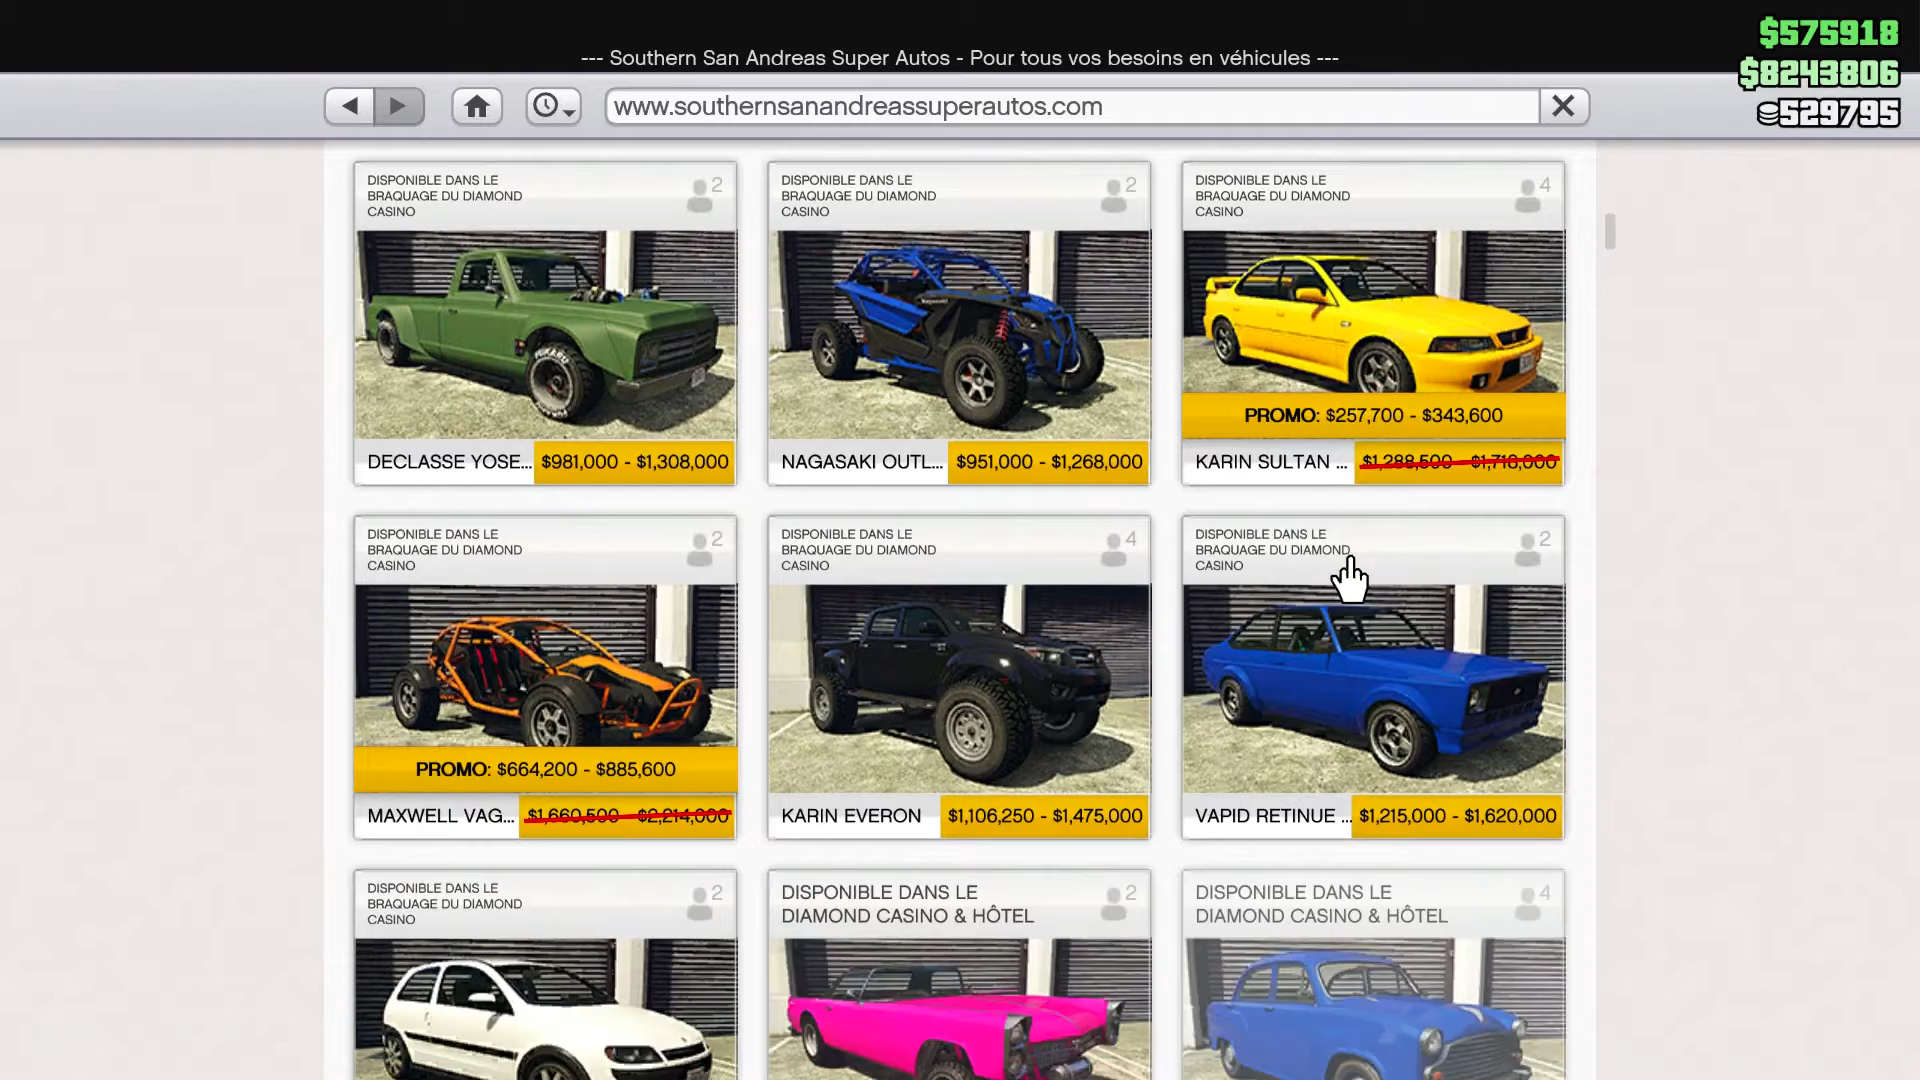 $575918
--- Southern San Andreas Super Autos - Pour tous vos besoins en véhicules ---
$8243806
www.southernsanandreassuperautos.com
529795
DISPONIBLE DANS LE
BRAQUAGE DU DIAMOND
CASINO
2
DECLASSE YOSE...
$981,000 - $1,308,000
DISPONIBLE DANS LE
BRAQUAGE DU DIAMOND
CASINO
2
NAGASAKI OUTL...
$951,000 - $1,268,000
DISPONIBLE DANS LE
BRAQUAGE DU DIAMOND
CASINO
4
PROMO: $257,700 - $343,600
KARIN SULTAN ...
$1,288,500 - $1,718,000
DISPONIBLE DANS LE
BRAQUAGE DU DIAMOND
CASINO
2
PROMO: $664,200 - $885,600
MAXWELL VAG...
$1,660,500 - $2,214,000
DISPONIBLE DANS LE
BRAQUAGE DU DIAMOND
CASINO
4
KARIN EVERON
$1,106,250 - $1,475,000
DISPONIBLE DANS LE
BRAQUAGE DU DIAMOND
CASINO
2
VAPID RETINUE ...
$1,215,000 - $1,620,000
DISPONIBLE DANS LE
BRAQUAGE DU DIAMOND
CASINO
2
DISPONIBLE DANS LE
DIAMOND CASINO & HÔTEL
2
DISPONIBLE DANS LE
DIAMOND CASINO & HÔTEL
4